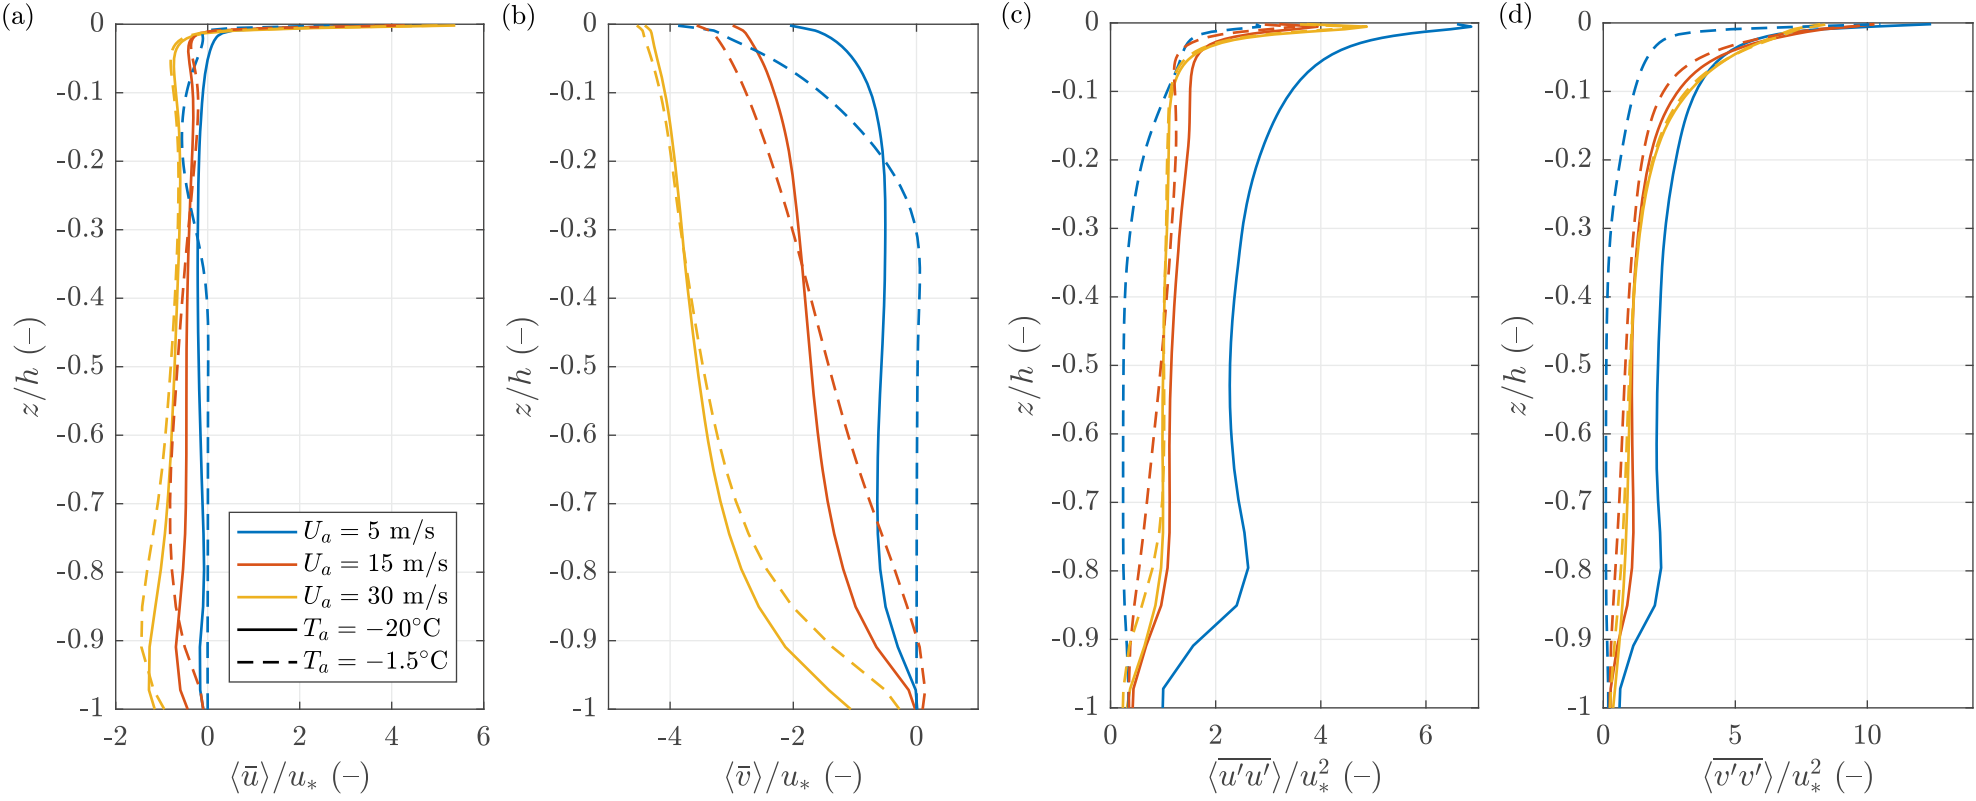 (a)
0
-0.1
-0.2
-0.3
-0.4
-0.5
-0.6
-0.7
-0.8
-0.9
-1
z/h (–)
-2 0 2 4 6
⟨u̅⟩/u∗ (–)
Uₐ = 5 m/s
Uₐ = 15 m/s
Uₐ = 30 m/s
Tₐ = −20°C
Tₐ = −1.5°C
(b)
0
-0.1
-0.2
-0.3
-0.4
-0.5
-0.6
-0.7
-0.8
-0.9
-1
z/h (–)
-4 -2 0
⟨v̅⟩/u∗ (–)
(c)
0
-0.1
-0.2
-0.3
-0.4
-0.5
-0.6
-0.7
-0.8
-0.9
-1
z/h (–)
0 2 4 6
⟨u̅′u̅′⟩/u∗² (–)
(d)
0
-0.1
-0.2
-0.3
-0.4
-0.5
-0.6
-0.7
-0.8
-0.9
-1
z/h (–)
0 5 10
⟨v̅′v̅′⟩/u∗² (–)